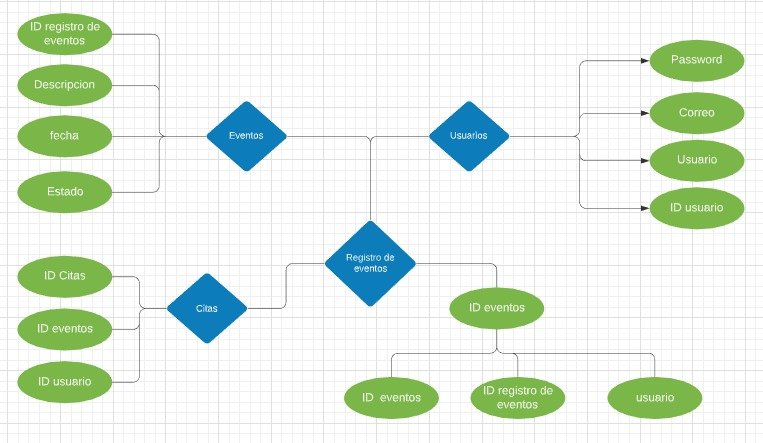 ID registro de
eventos
Descripcion
fecha
Estado
Eventos
Usuarios
Password
Correo
Usuario
ID usuario
Registro de
eventos
ID Citas
ID eventos
ID usuario
Citas
ID eventos
ID  eventos
ID registro de
eventos
usuario